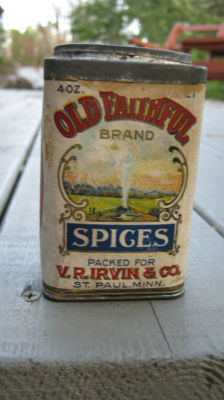 4OZ.
OLD FAITHFUL
BRAND
SPICES
PACKED FOR
V. R. IRVIN & CO.
ST. PAUL, MINN.